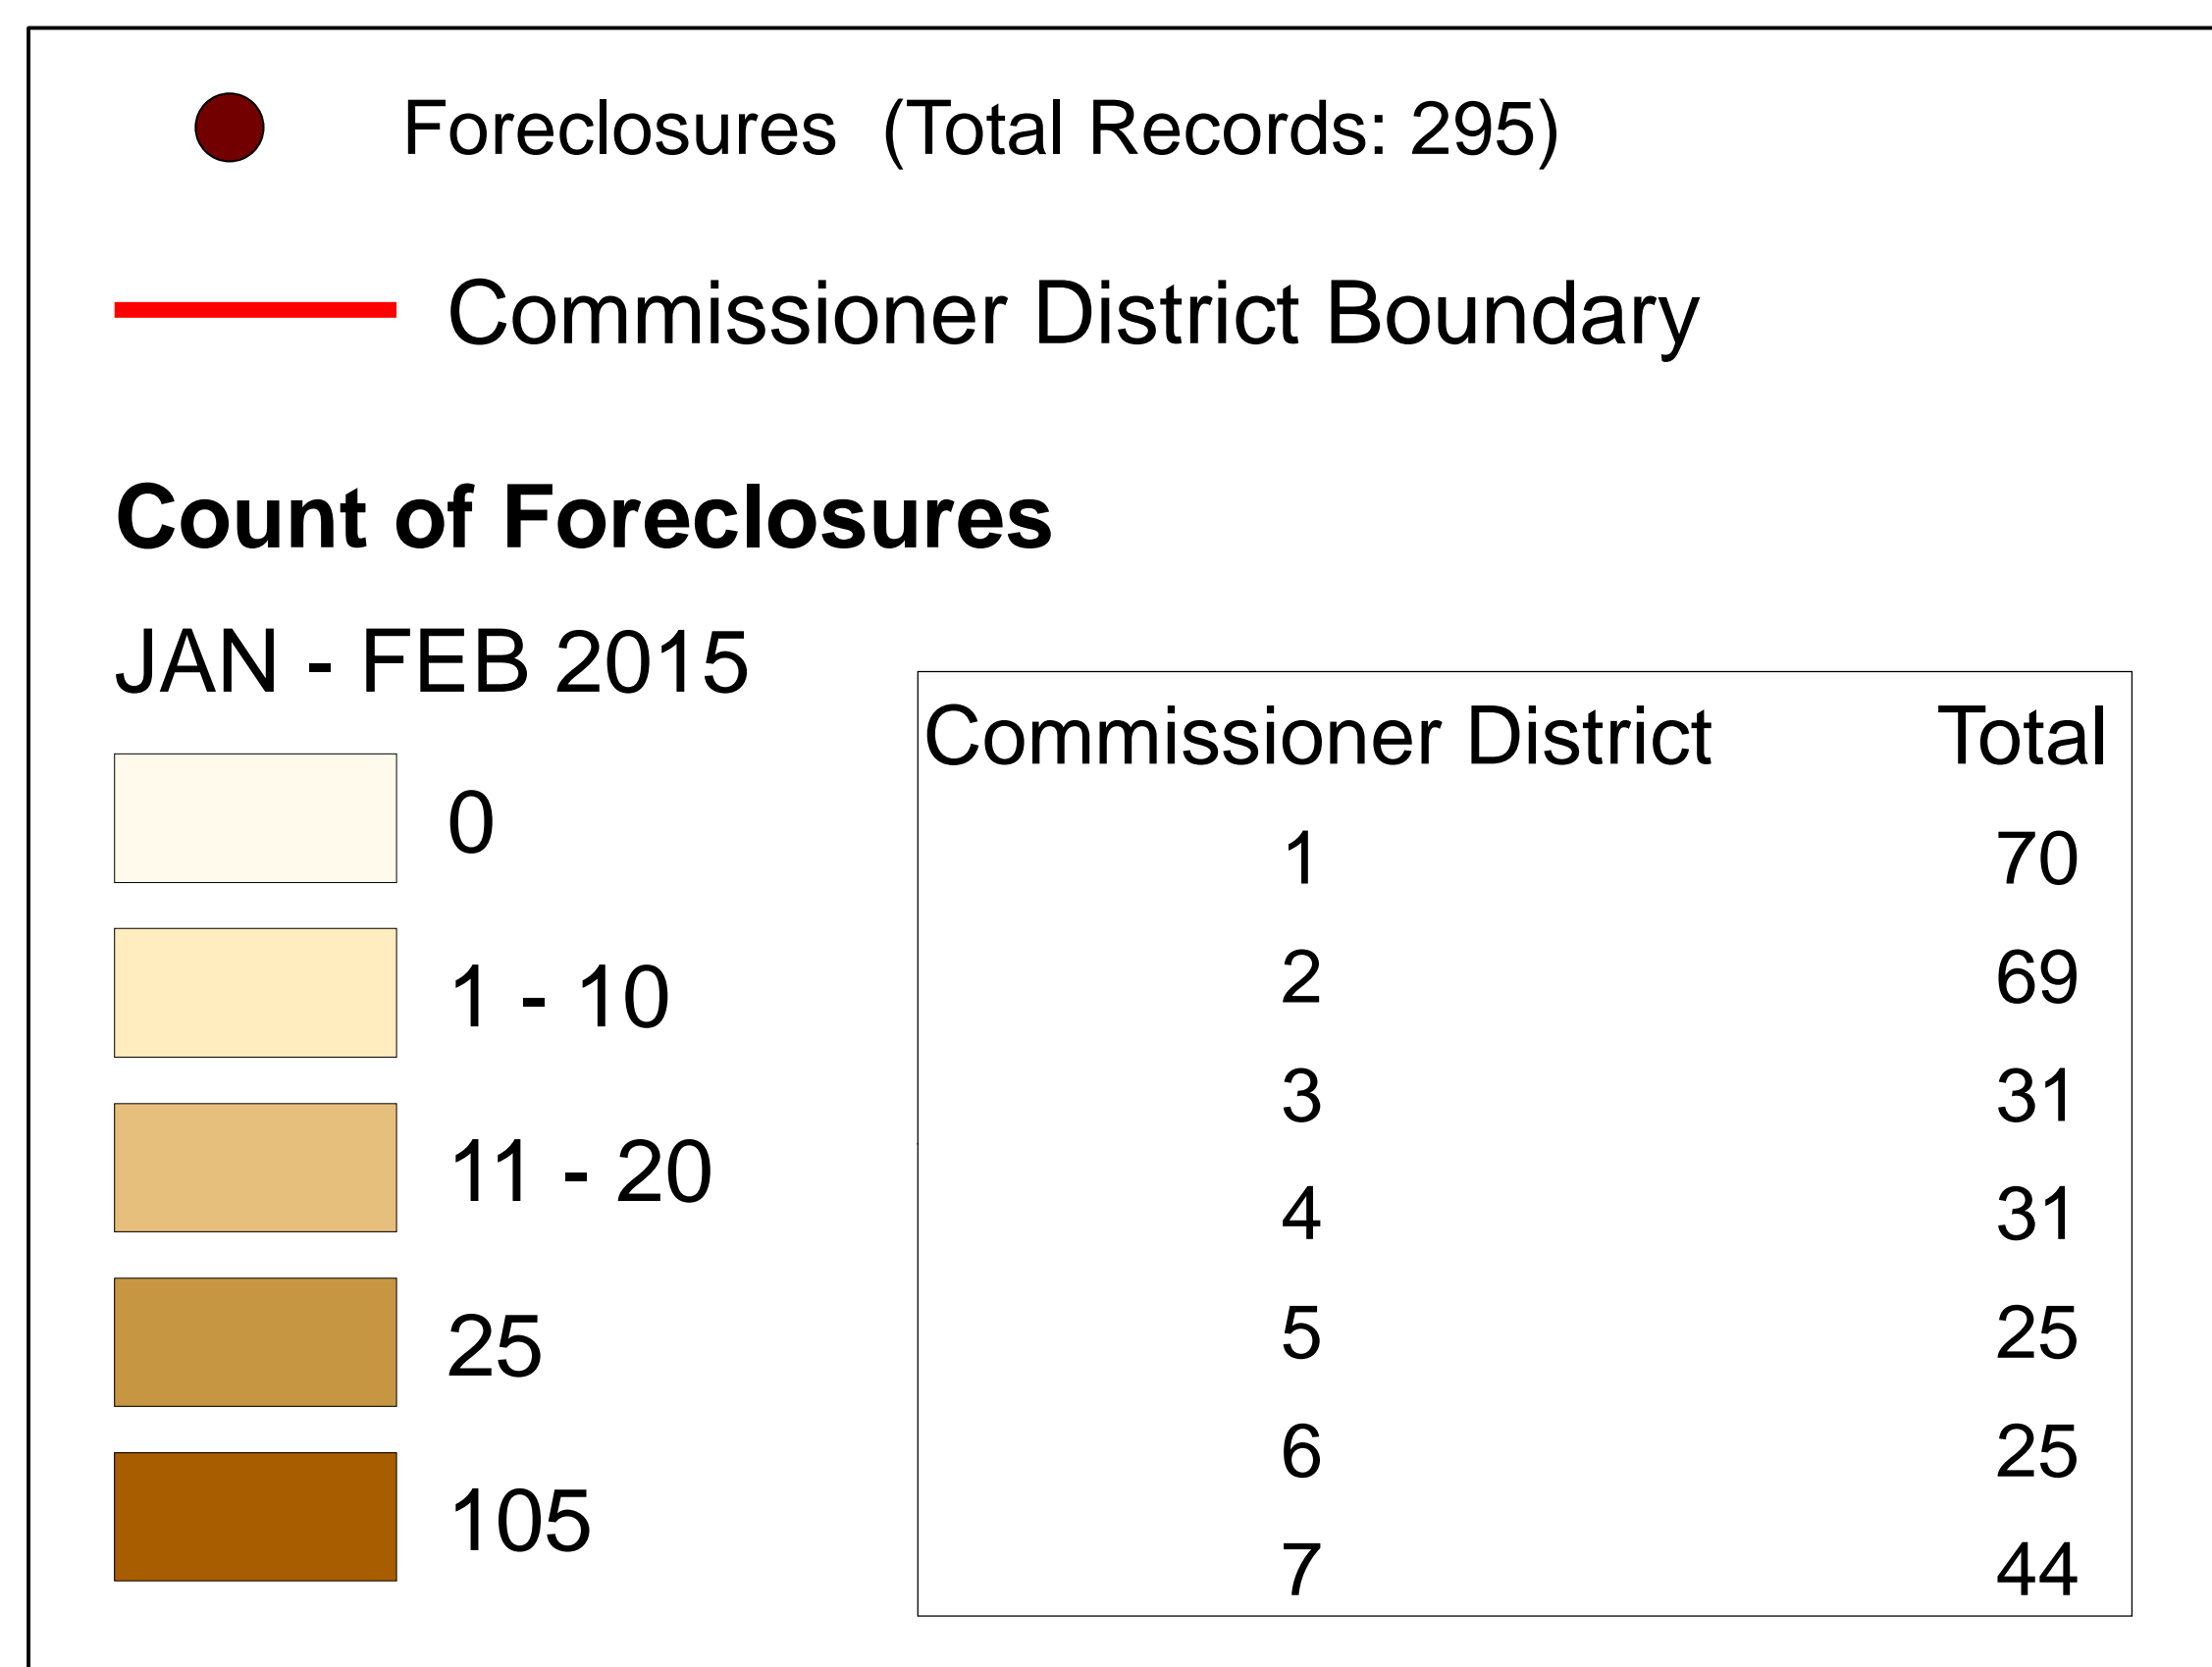 Foreclosures (Total Records: 295)
Commissioner District Boundary
Count of Foreclosures
JAN - FEB 2015
0
1 - 10
11 - 20
25
105
Commissioner District Total
1 70
2 69
3 31
4 31
5 25
6 25
7 44